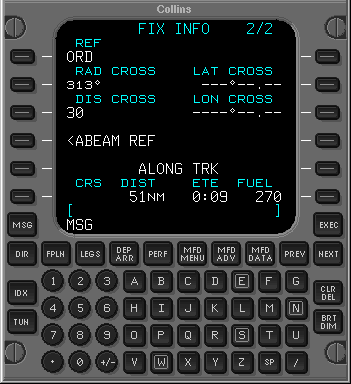 Collins
FIX INFO 2/2
REF
ORD
RAD CROSS LAT CROSS
313° ---°--.--
DIS CROSS LON CROSS
30 ----°--.--
<ABEAM REF
ALONG TRK
CRS DIST ETE FUEL
51NM 0:09 270
[ ]
MSG
MSG EXEC
DIR FPLN LEGS DEP ARR PERF MFD MENU MFD ADV MFD DATA PREV NEXT
1 2 3 A B C D E F G
IDX CLR DEL
4 5 6 H I J K L M N
TUN BRT DIM
7 8 9 O P Q R S T U
• 0 +/- V W X Y Z SP /